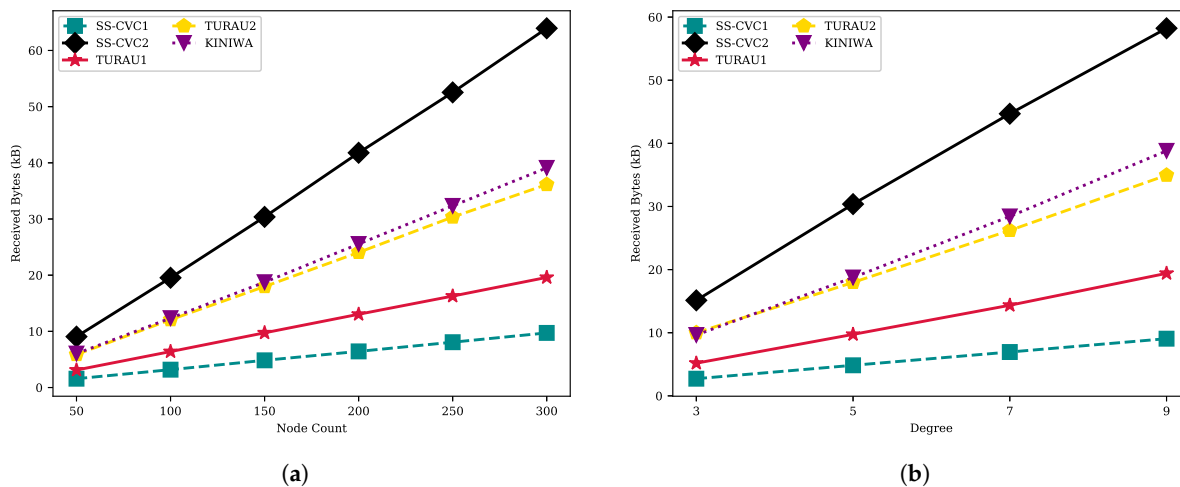 SS-CVC1
SS-CVC2
TURAU1
TURAU2
KINIWA
Received Bytes (kB)
60
50
40
30
20
10
0
50 100 150 200 250 300
Node Count
(a)
SS-CVC1
SS-CVC2
TURAU1
TURAU2
KINIWA
Received Bytes (kB)
60
50
40
30
20
10
0
3 5 7 9
Degree
(b)